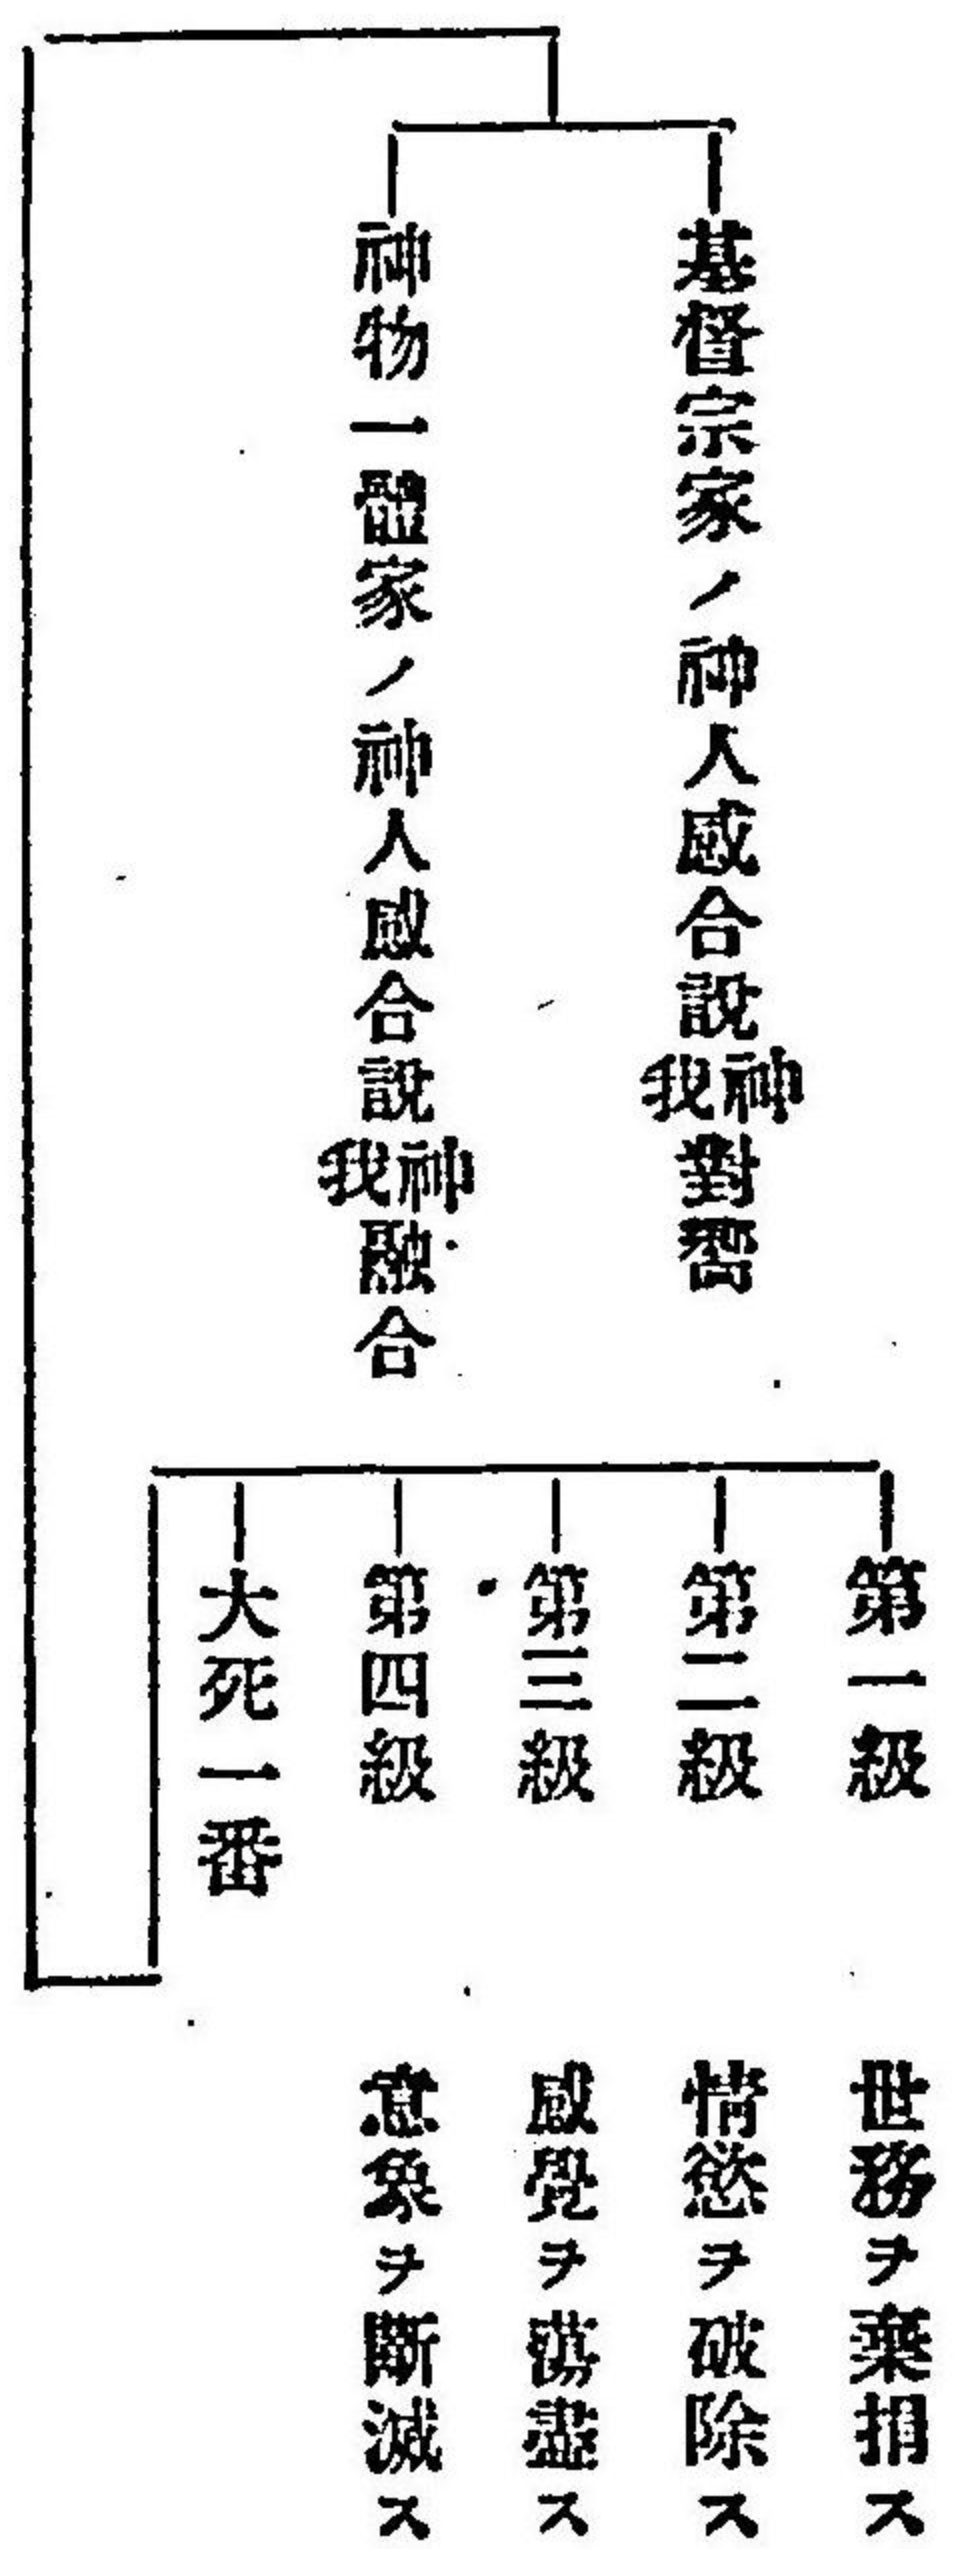 第一級 世務ヲ棄捐ス
第二級 情慾ヲ破除ス
第三級 感覺ヲ蕩盡ス
第四級 意象ヲ斷滅ス
大死一番
基督宗家ノ神人感合說神我對嚮
神物一體家ノ神人感合說神我融合